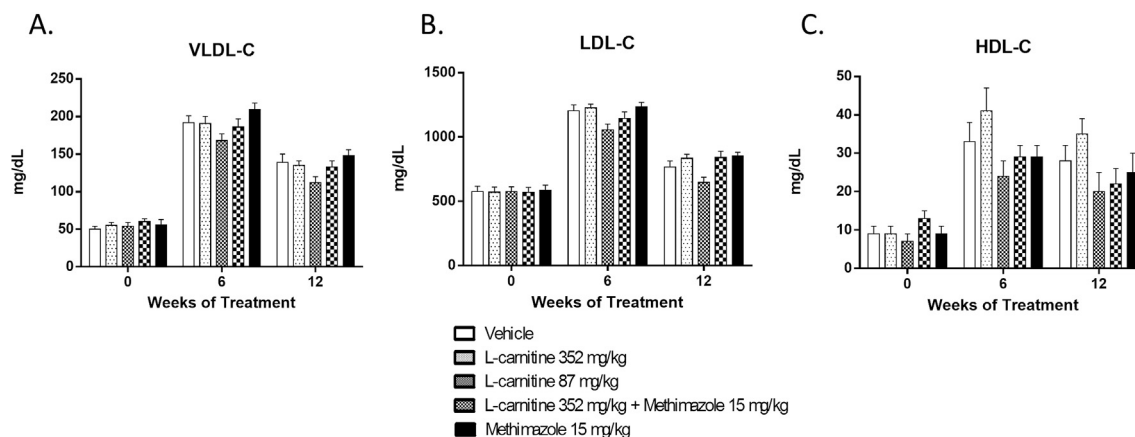 A.
VLDL-C
mg/dL
250
200
150
100
50
0
0 6 12
Weeks of Treatment
B.
LDL-C
mg/dL
1500
1000
500
0
0 6 12
Weeks of Treatment
C.
HDL-C
mg/dL
50
40
30
20
10
0
0 6 12
Weeks of Treatment
Vehicle
L-carnitine 352 mg/kg
L-carnitine 87 mg/kg
L-carnitine 352 mg/kg + Methimazole 15 mg/kg
Methimazole 15 mg/kg